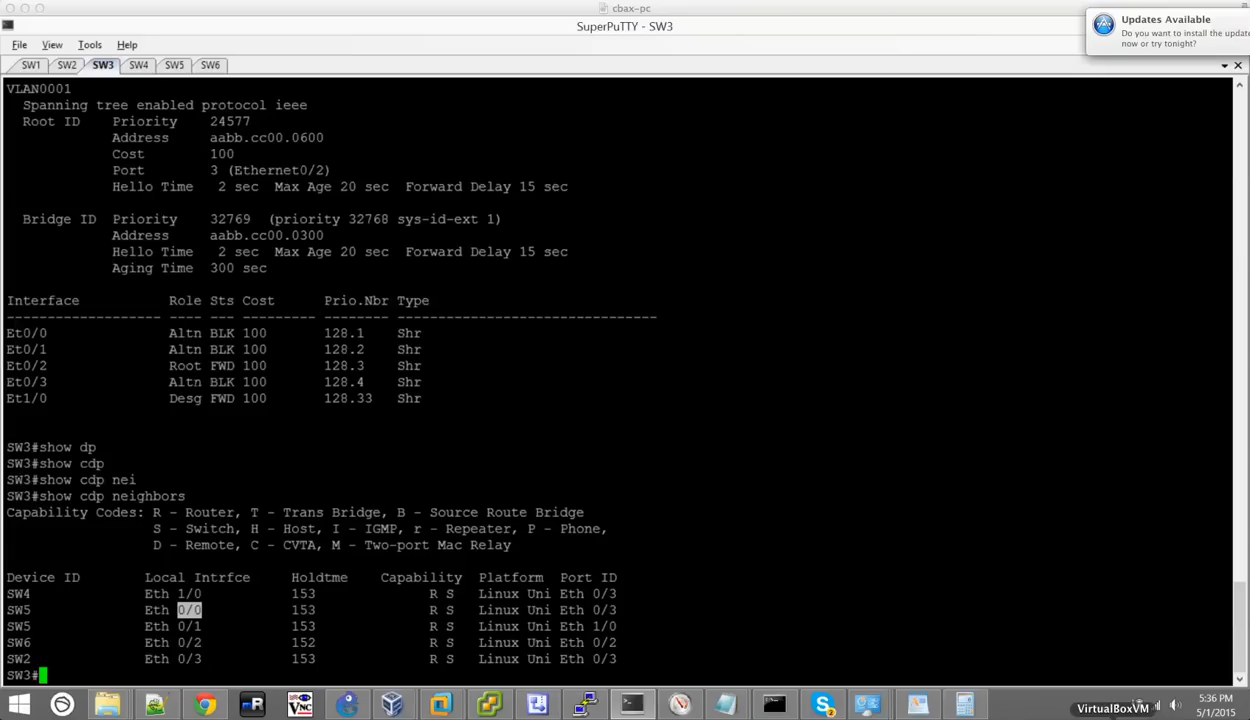 cbax-pc
SuperPuTTY - SW3
Updates Available
Do you want to install the update
now or try tonight?
File View Tools Help
SW1 SW2 SW3 SW4 SW5 SW6
VLAN0001
Spanning tree enabled protocol ieee
Root ID Priority 24577
Address aabb.cc00.0600
Cost 100
Port 3 (Ethernet0/2)
Hello Time 2 sec Max Age 20 sec Forward Delay 15 sec
Bridge ID Priority 32769 (priority 32768 sys-id-ext 1)
Address aabb.cc00.0300
Hello Time 2 sec Max Age 20 sec Forward Delay 15 sec
Aging Time 300 sec
Interface Role Sts Cost Prio.Nbr Type
------------------- ---- --- --------- -------- --------------------------------
Et0/0 Altn BLK 100 128.1 Shr
Et0/1 Altn BLK 100 128.2 Shr
Et0/2 Root FWD 100 128.3 Shr
Et0/3 Altn BLK 100 128.4 Shr
Et1/0 Desg FWD 100 128.33 Shr
SW3#show dp
SW3#show cdp
SW3#show cdp nei
SW3#show cdp neighbors
Capability Codes: R - Router, T - Trans Bridge, B - Source Route Bridge
S - Switch, H - Host, I - IGMP, r - Repeater, P - Phone,
D - Remote, C - CVTA, M - Two-port Mac Relay
Device ID Local Intrfce Holdtme Capability Platform Port ID
SW4 Eth 1/0 153 R S Linux Uni Eth 0/3
SW5 Eth 0/0 153 R S Linux Uni Eth 0/3
SW5 Eth 0/1 153 R S Linux Uni Eth 1/0
SW6 Eth 0/2 152 R S Linux Uni Eth 0/2
SW2 Eth 0/3 153 R S Linux Uni Eth 0/3
SW3#
VirtualBoxVM
5:36 PM
5/1/2015